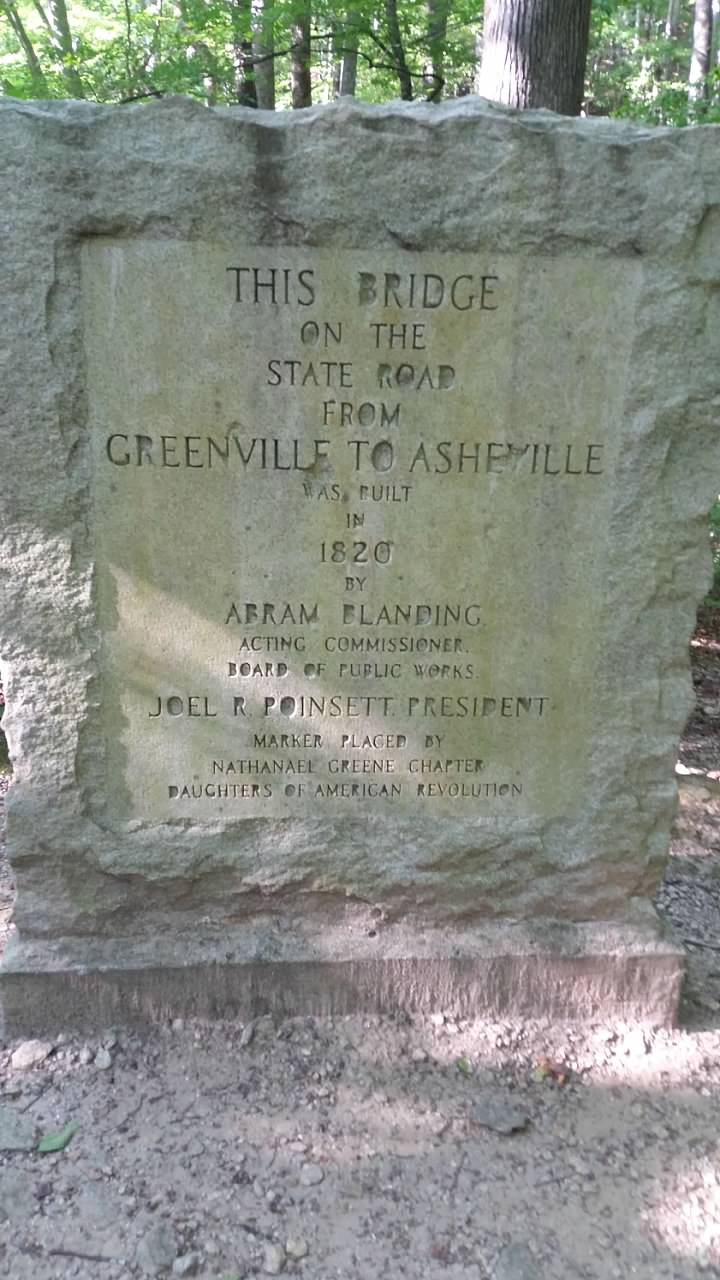 THIS BRIDGE
ON THE
STATE ROAD
FROM
GREENVILLE TO ASHEVILLE
WAS BUILT
IN
1820
BY
ABRAM BLANDING,
ACTING COMMISSIONER,
BOARD OF PUBLIC WORKS.
JOEL R. POINSETT. PRESIDENT
MARKER PLACED BY
NATHANAEL GREENE CHAPTER
DAUGHTERS OF AMERICAN REVOLUTION